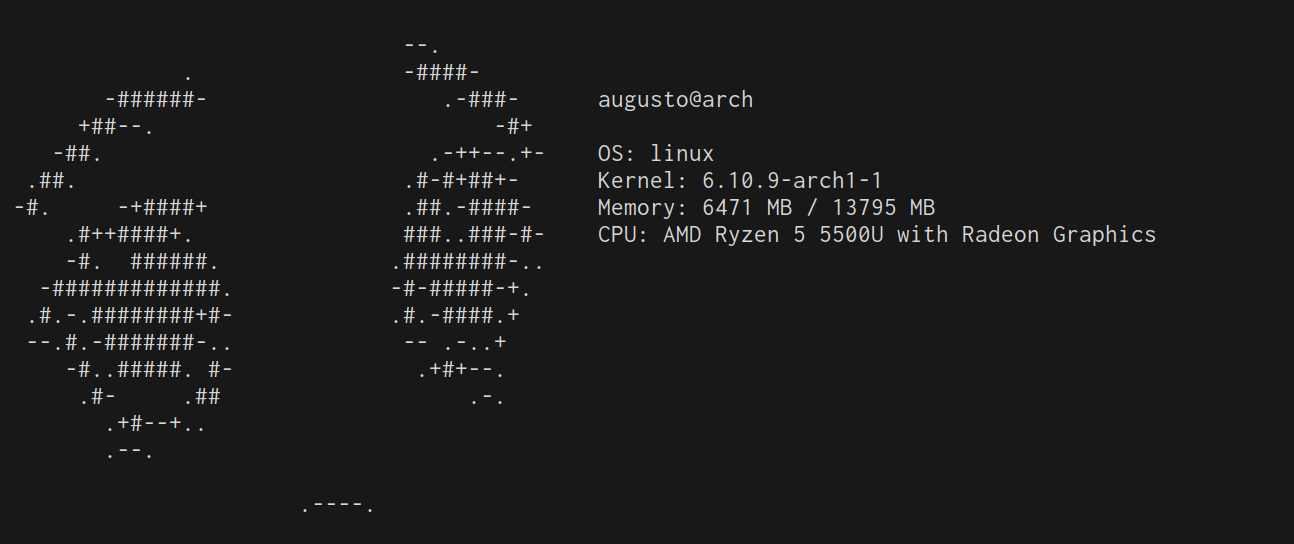 augusto@arch
OS: linux
Kernel: 6.10.9-arch1-1
Memory: 6471 MB / 13795 MB
CPU: AMD Ryzen 5 5500U with Radeon Graphics